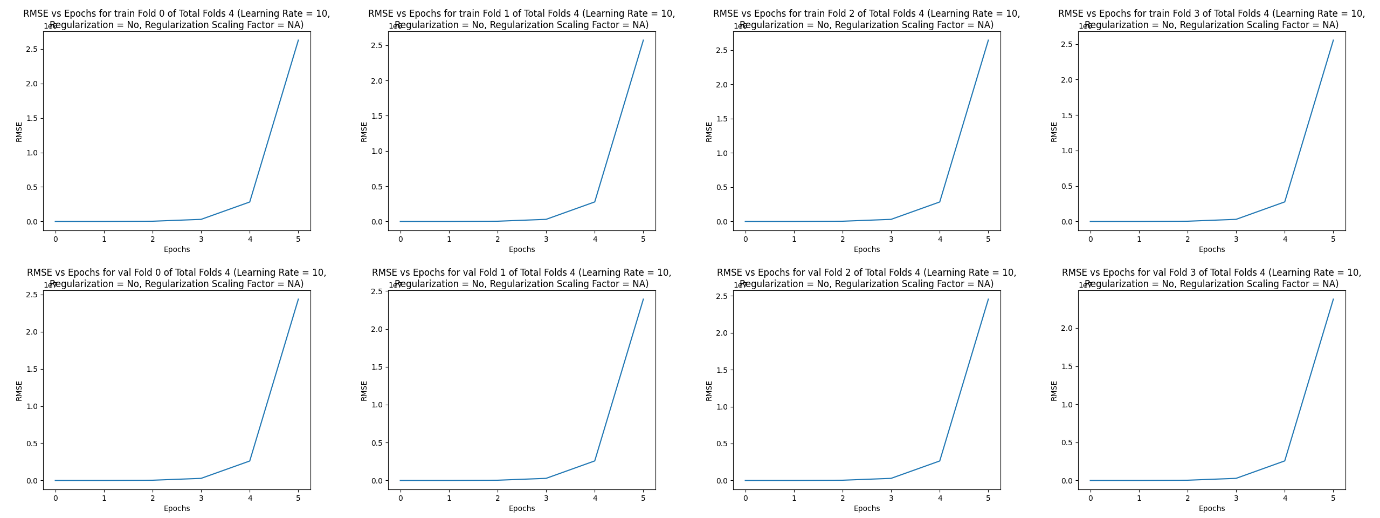 RMSE vs Epochs for train Fold 0 of Total Folds 4 (Learning Rate = 10,
Regularization = No, Regularization Scaling Factor = NA)
2.5
2.0
1.5
1.0
0.5
0.0
RMSE
0 1 2 3 4 5
Epochs
RMSE vs Epochs for train Fold 1 of Total Folds 4 (Learning Rate = 10,
Regularization = No, Regularization Scaling Factor = NA)
2.5
2.0
1.5
1.0
0.5
0.0
RMSE
0 1 2 3 4 5
Epochs
RMSE vs Epochs for train Fold 2 of Total Folds 4 (Learning Rate = 10,
Regularization = No, Regularization Scaling Factor = NA)
2.5
2.0
1.5
1.0
0.5
0.0
RMSE
0 1 2 3 4 5
Epochs
RMSE vs Epochs for train Fold 3 of Total Folds 4 (Learning Rate = 10,
Regularization = No, Regularization Scaling Factor = NA)
2.5
2.0
1.5
1.0
0.5
0.0
RMSE
0 1 2 3 4 5
Epochs
RMSE vs Epochs for val Fold 0 of Total Folds 4 (Learning Rate = 10,
Regularization = No, Regularization Scaling Factor = NA)
2.5
2.0
1.5
1.0
0.5
0.0
RMSE
0 1 2 3 4 5
Epochs
RMSE vs Epochs for val Fold 1 of Total Folds 4 (Learning Rate = 10,
Regularization = No, Regularization Scaling Factor = NA)
2.5
2.0
1.5
1.0
0.5
0.0
RMSE
0 1 2 3 4 5
Epochs
RMSE vs Epochs for val Fold 2 of Total Folds 4 (Learning Rate = 10,
Regularization = No, Regularization Scaling Factor = NA)
2.5
2.0
1.5
1.0
0.5
0.0
RMSE
0 1 2 3 4 5
Epochs
RMSE vs Epochs for val Fold 3 of Total Folds 4 (Learning Rate = 10,
Regularization = No, Regularization Scaling Factor = NA)
2.0
1.5
1.0
0.5
0.0
RMSE
0 1 2 3 4 5
Epochs